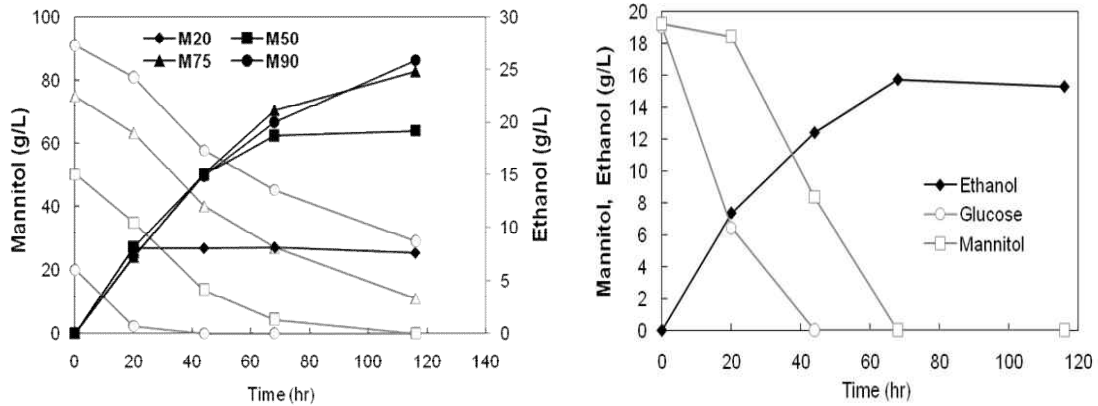 100
80
60
40
20
0
Mannitol (g/L)
M20 M50
M75 M90
30
25
20
15
10
5
0
Ethanol (g/L)
0 20 40 60 80 100 120 140
Time (hr)
20
18
16
14
12
10
8
6
4
2
0
Mannitol, Ethanol (g/L)
Ethanol
Glucose
Mannitol
0 20 40 60 80 100 120
Time (hr)